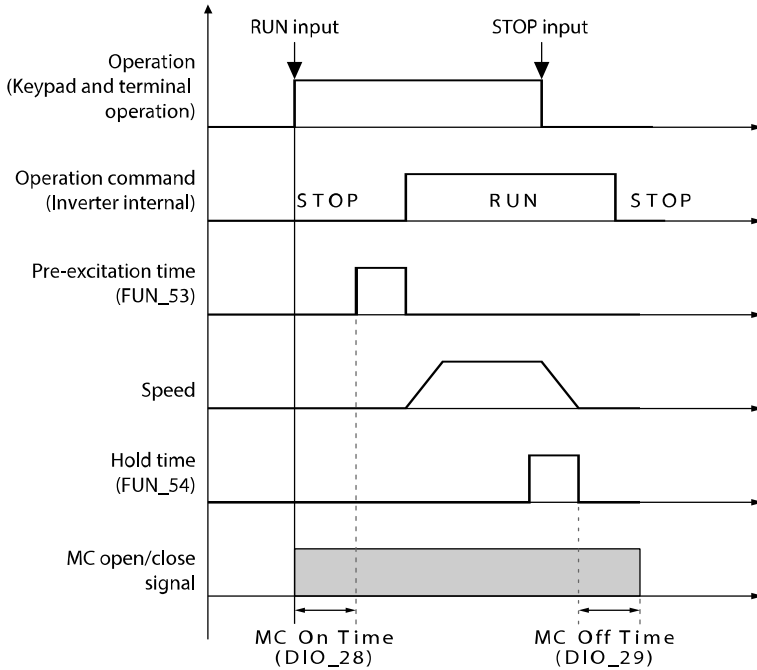 RUN input
STOP input
Operation
(Keypad and terminal
operation)
Operation command
(Inverter internal)
STOP
RUN
STOP
Pre-excitation time
(FUN_53)
Speed
Hold time
(FUN_54)
MC open/close
signal
MC On Time
(DIO_28)
MC Off Time
(DIO_29)